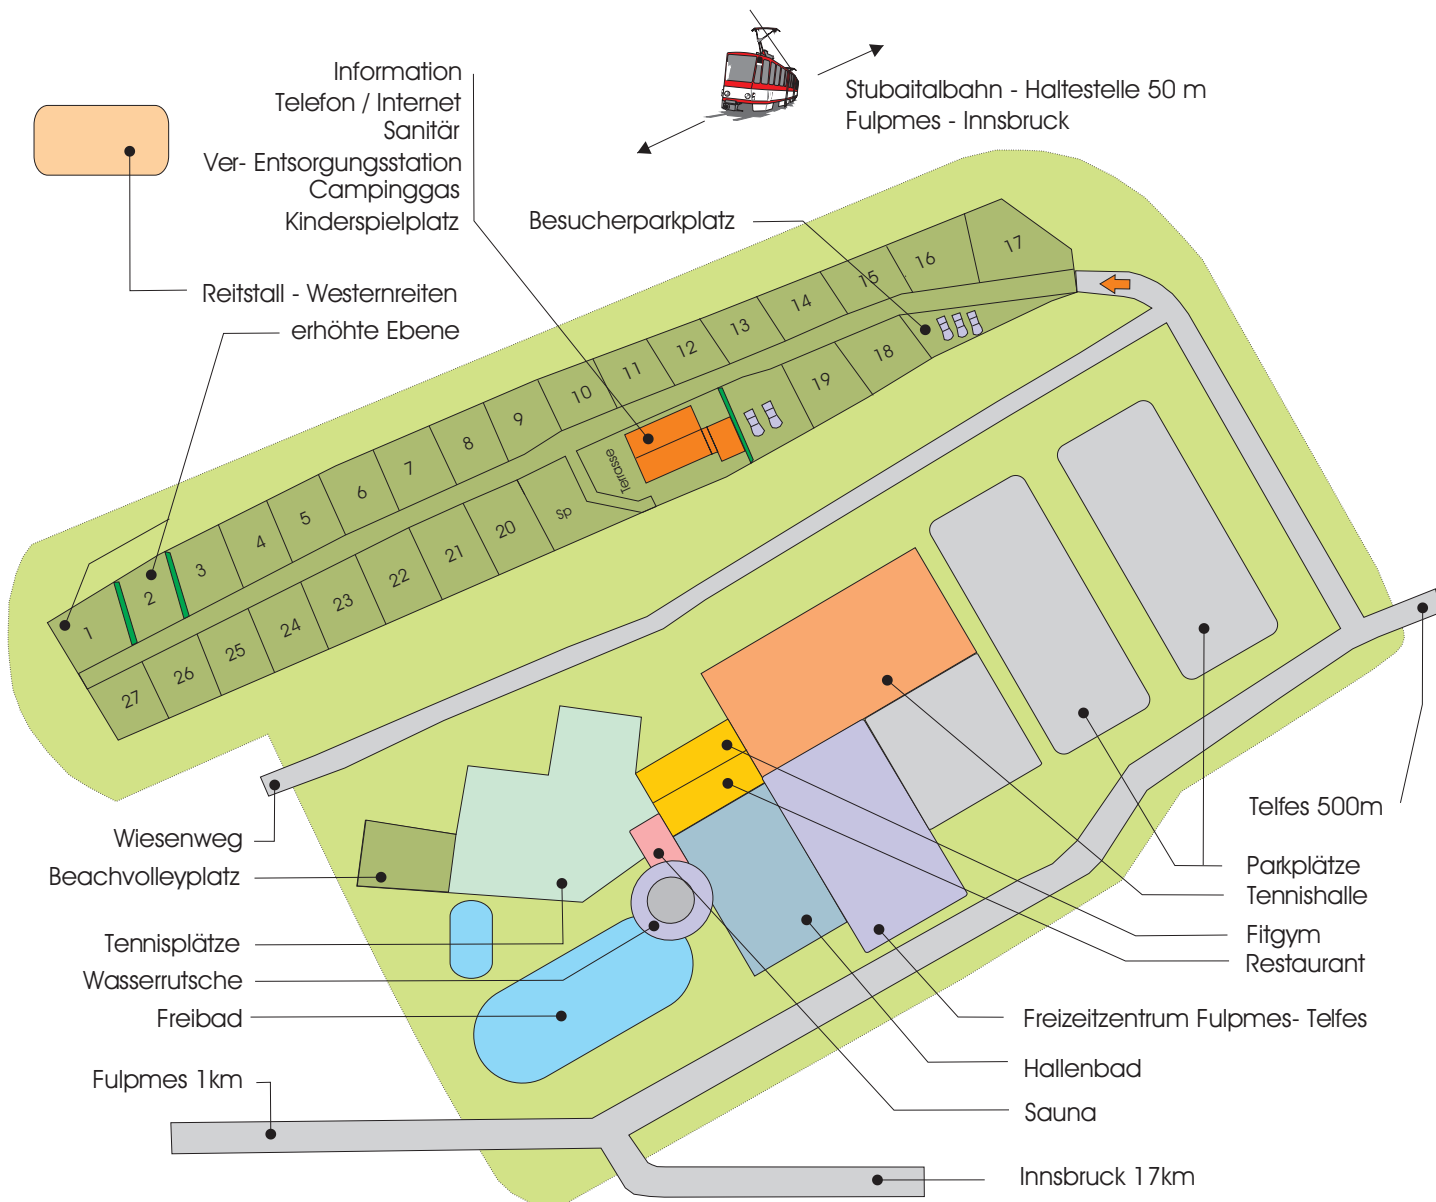 Information
Telefon / Internet
Sanitär
Ver- Entsorgungsstation
Campinggas
Kinderspielplatz
Stubaitalbahn - Haltestelle 50 m
Fulpmes - Innsbruck
Besucherparkplatz
Reitstall - Westernreiten
erhöhte Ebene
1
2
3
4
5
6
7
8
9
10
11
12
13
14
15
16
17
18
19
Terrasse
Sp
20
21
22
23
24
25
26
27
Wiesenweg
Beachvolleyplatz
Tennisplätze
Wasserrutsche
Freibad
Fulpmes 1km
Telfes 500m
Parkplätze
Tennishalle
Fitgym
Restaurant
Freizeitzentrum Fulpmes- Telfes
Hallenbad
Sauna
Innsbruck 17km